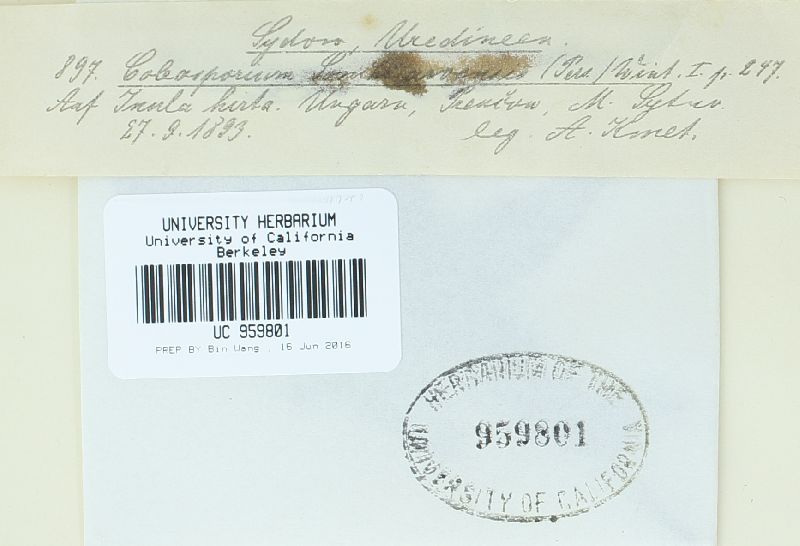 Sydow, Uredineen.
897. Coleosporium (Pers) Wint. I. p. 247.
Auf Inula hirta. Ungarn, M. Sytno
27. 9. 1893. leg. A. Kmet.
UNIVERSITY HERBARIUM
University of California
Berkeley
UC 959801
PREP BY Bin Wang , 16 Jun 2016
HERBARIUM OF THE
959801
UNIVERSITY OF CALIFORNIA